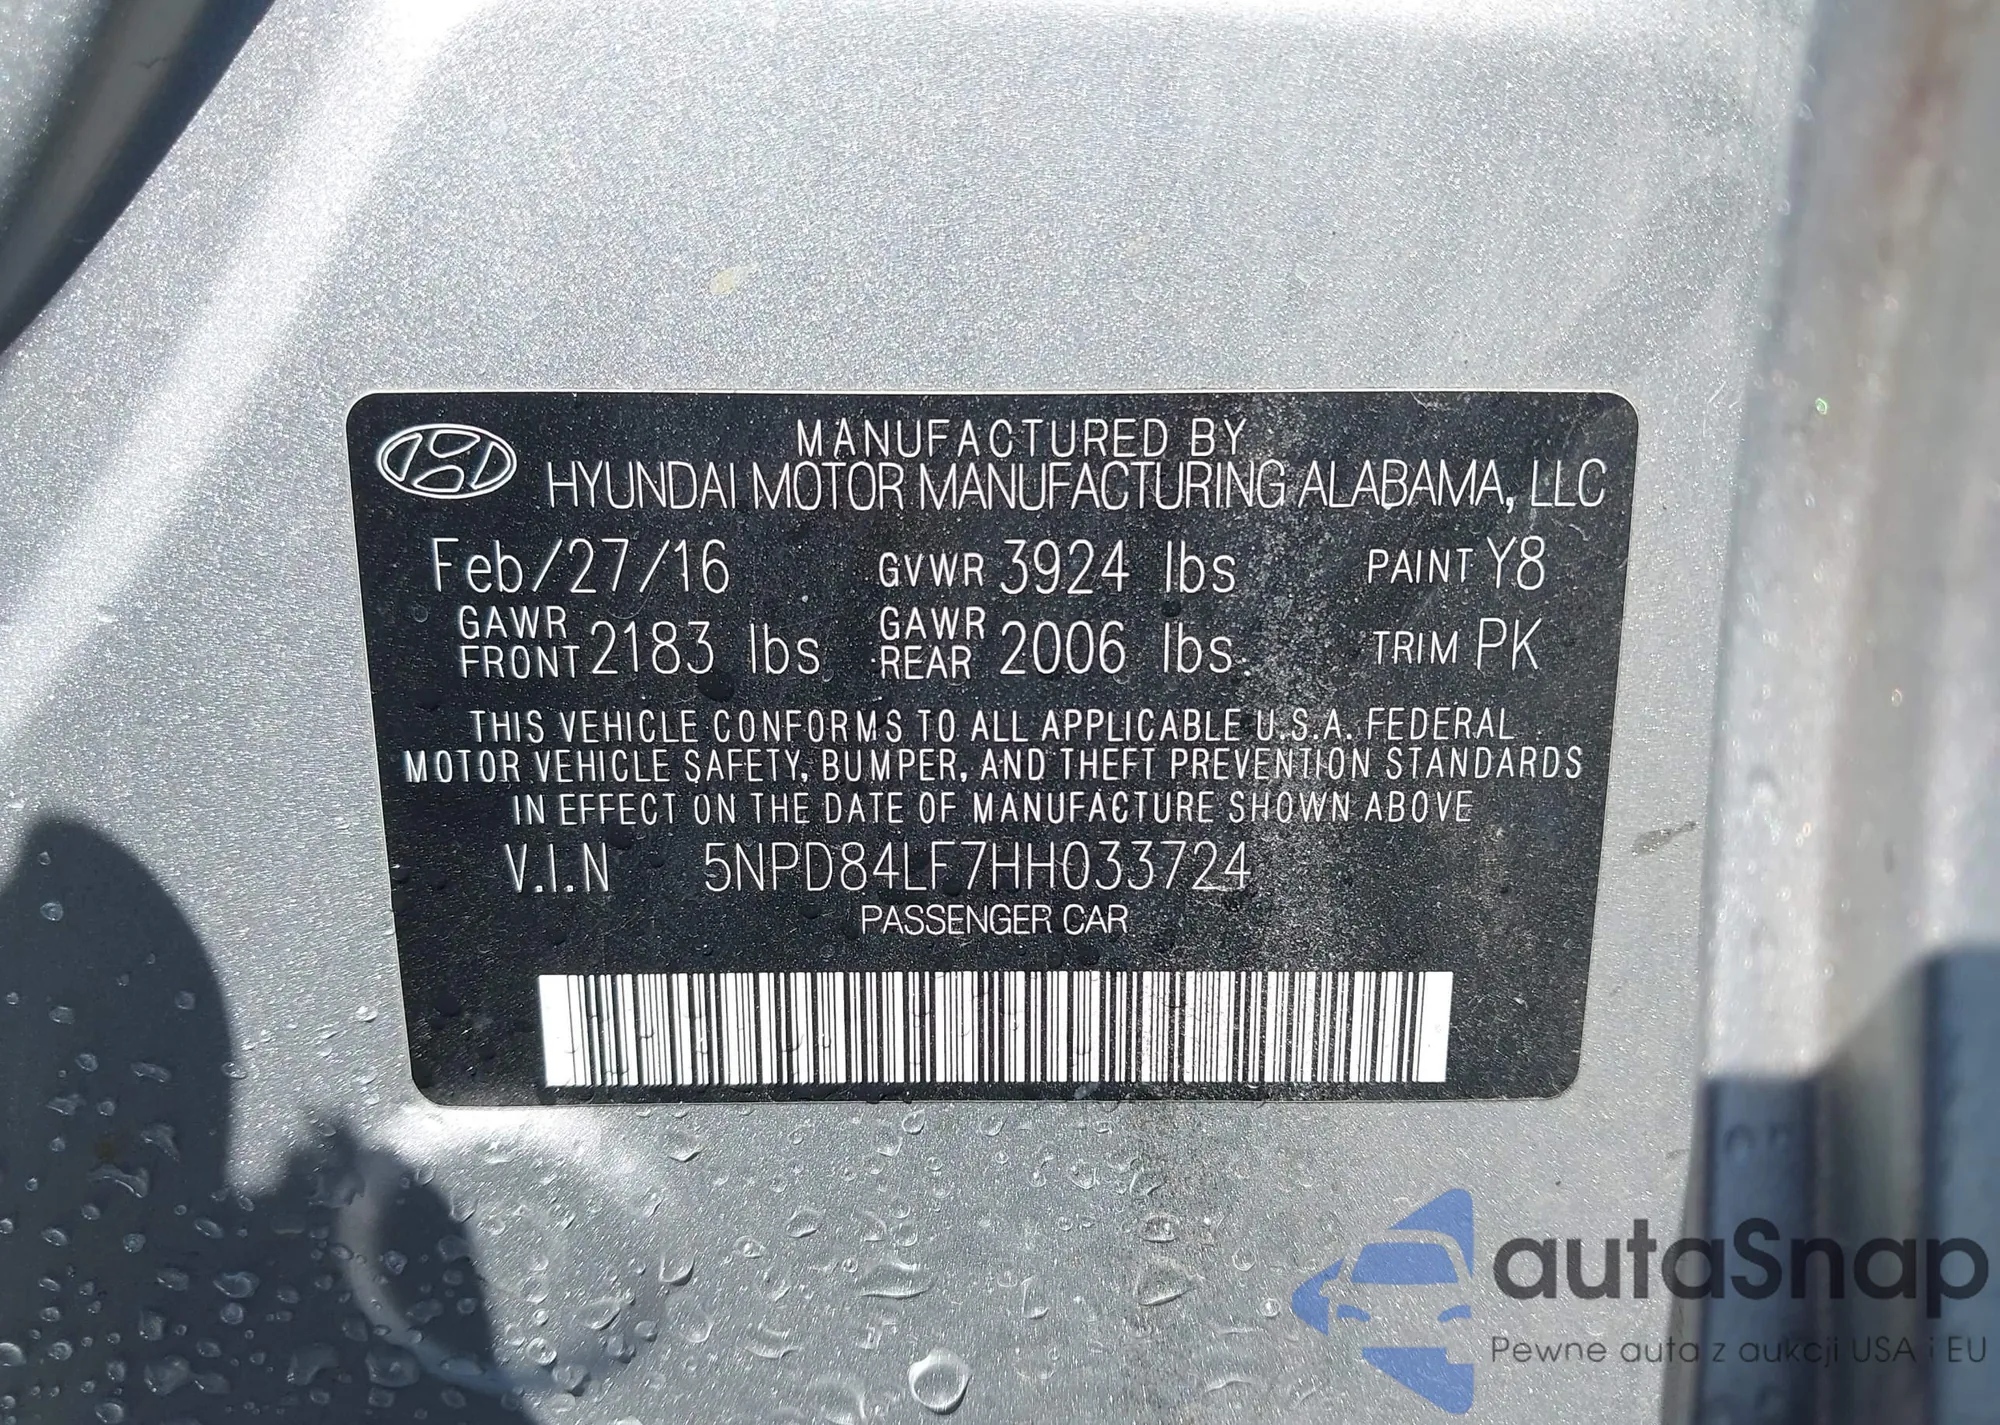 MANUFACTURED BY
HYUNDAI MOTOR MANUFACTURING ALABAMA, LLC
Feb/27/16 GVWR 3924 lbs PAINT Y8
GAWR FRONT 2183 lbs GAWR REAR 2006 lbs TRIM PK
THIS VEHICLE CONFORMS TO ALL APPLICABLE U.S.A. FEDERAL
MOTOR VEHICLE SAFETY, BUMPER, AND THEFT PREVENTION STANDARDS
IN EFFECT ON THE DATE OF MANUFACTURE SHOWN ABOVE
V.I.N 5NPD84LF7HH033724
PASSENGER CAR
autaSnap
Pewne auta z aukcji USA i EU